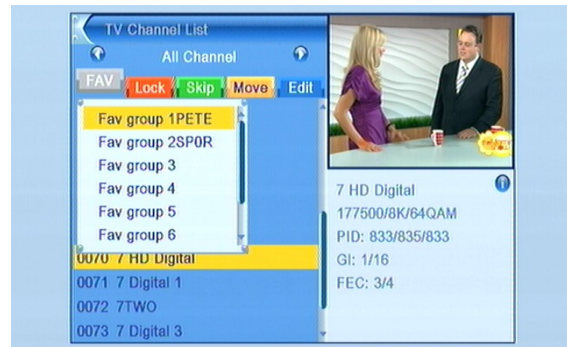 TV Channel List
All Channel
FAV Lock Skip Move Edit
Fav group 1PETE
Fav group 2SP0R
Fav group 3
Fav group 4
Fav group 5
Fav group 6
0070 7 HD Digital
0071 7 Digital 1
0072 7TWO
0073 7 Digital 3
7 HD Digital
177500/8K/64QAM
PID: 833/835/833
GI: 1/16
FEC: 3/4